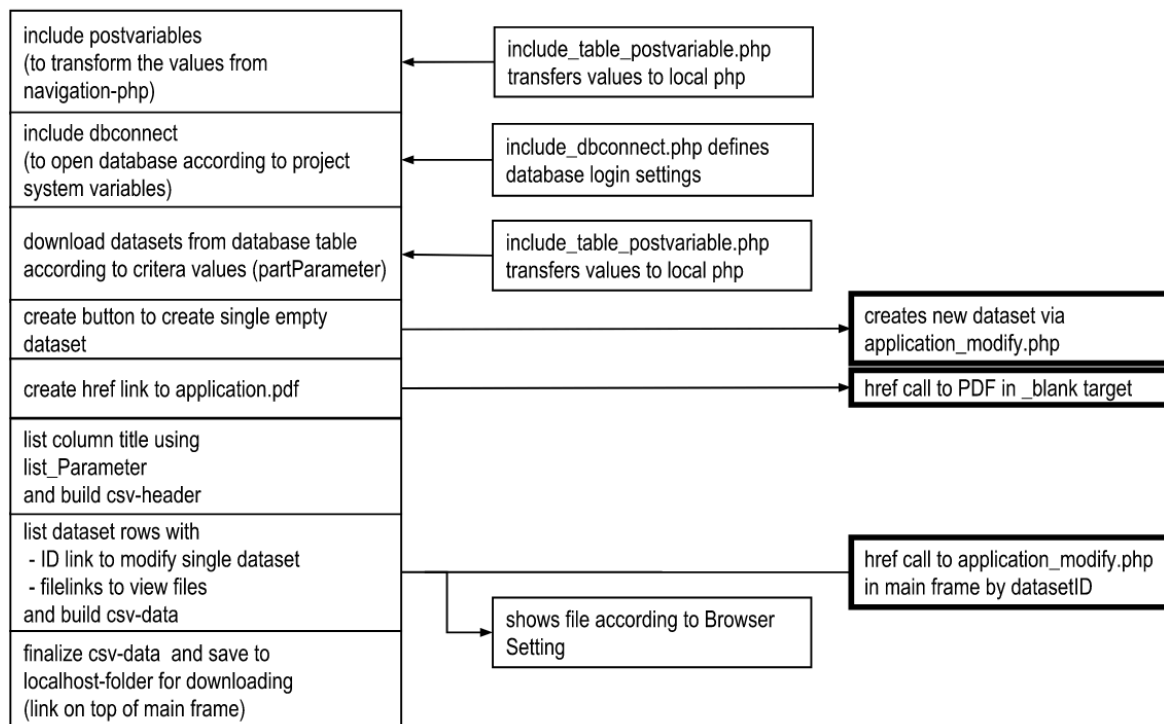 include postvariables
(to transform the values from
navigation-php)
include_table_postvariable.php
transfers values to local php
include dbconnect
(to open database according to project
system variables)
include_dbconnect.php defines
database login settings
download datasets from database table
according to critera values (partParameter)
include_table_postvariable.php
transfers values to local php
create button to create single empty
dataset
creates new dataset via
application_modify.php
create href link to application.pdf
href call to PDF in _blank target
list column title using
list_Parameter
and build csv-header
list dataset rows with
- ID link to modify single dataset
- filelinks to view files
and build csv-data
href call to application_modify.php
in main frame by datasetID
shows file according to Browser
Setting
finalize csv-data and save to
localhost-folder for downloading
(link on top of main frame)